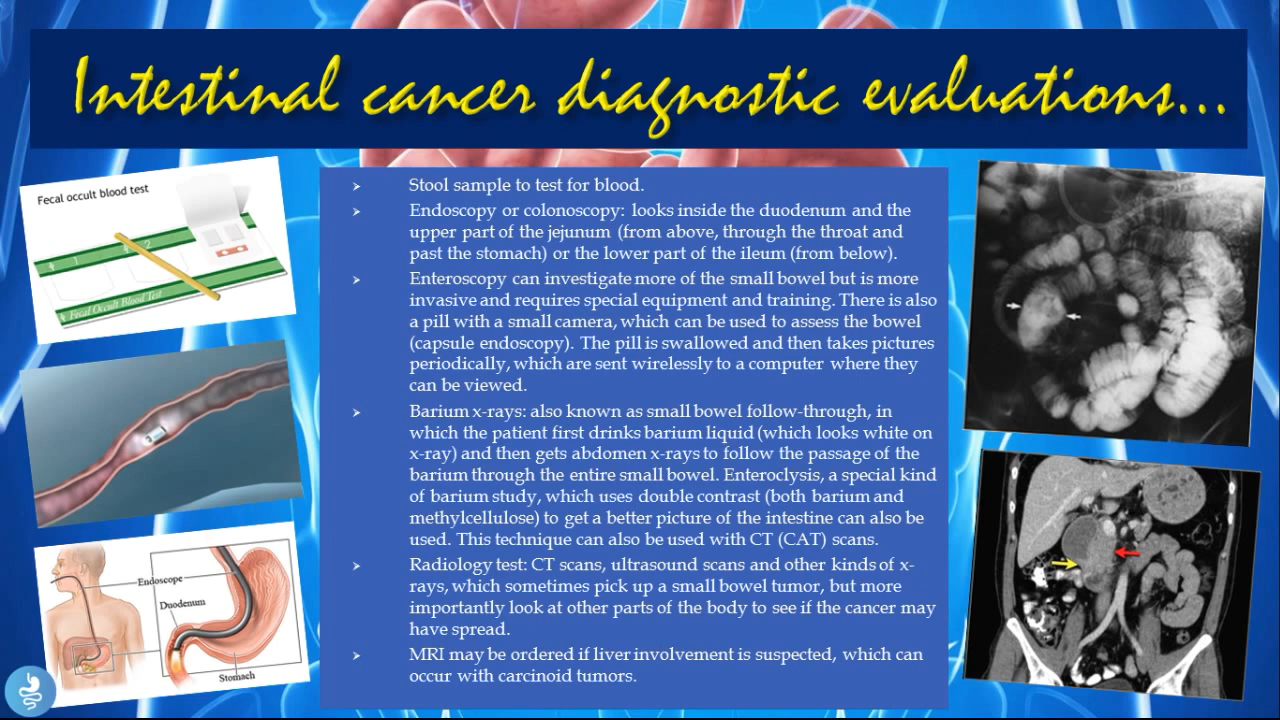 Intestinal cancer diagnostic evaluations...
Fecal occult blood test
1
2
Fecal Occult Blood Test
Endoscope
Duodenum
Stomach
➢ Stool sample to test for blood.
➢ Endoscopy or colonoscopy: looks inside the duodenum and the
upper part of the jejunum (from above, through the throat and
past the stomach) or the lower part of the ileum (from below).
➢ Enteroscopy can investigate more of the small bowel but is more
invasive and requires special equipment and training. There is also
a pill with a small camera, which can be used to assess the bowel
(capsule endoscopy). The pill is swallowed and then takes pictures
periodically, which are sent wirelessly to a computer where they
can be viewed.
➢ Barium x-rays: also known as small bowel follow-through, in
which the patient first drinks barium liquid (which looks white on
x-ray) and then gets abdomen x-rays to follow the passage of the
barium through the entire small bowel. Enteroclysis, a special kind
of barium study, which uses double contrast (both barium and
methylcellulose) to get a better picture of the intestine can also be
used. This technique can also be used with CT (CAT) scans.
➢ Radiology test: CT scans, ultrasound scans and other kinds of x-
rays, which sometimes pick up a small bowel tumor, but more
importantly look at other parts of the body to see if the cancer may
have spread.
➢ MRI may be ordered if liver involvement is suspected, which can
occur with carcinoid tumors.